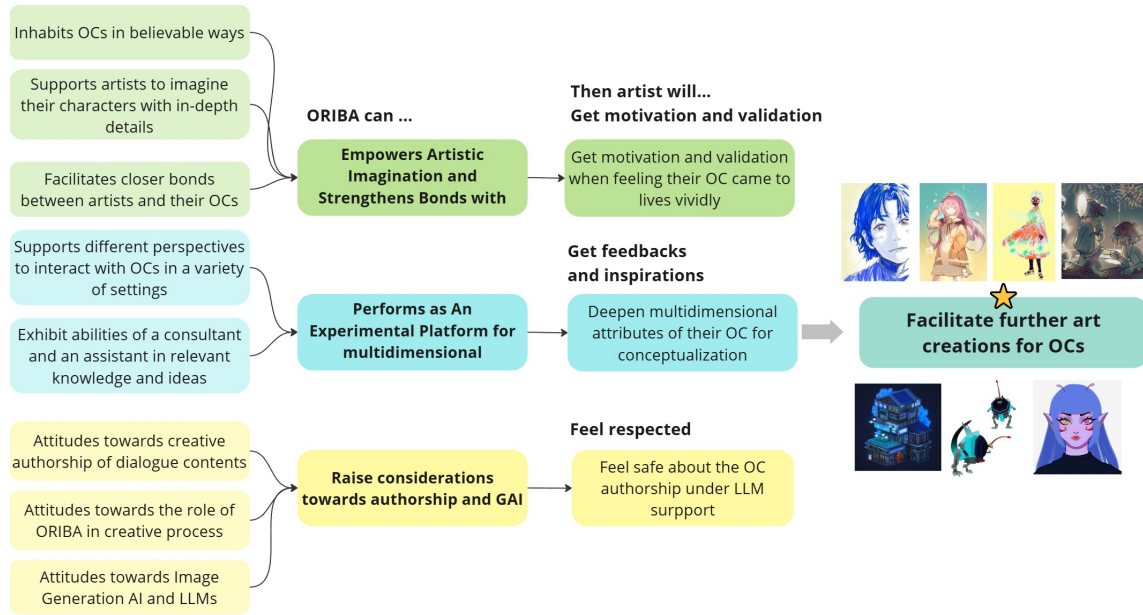 Inhabits OCs in believable ways
Supports artists to imagine
their characters with in-depth
details
Facilitates closer bonds
between artists and their OCs
Supports different perspectives
to interact with OCs in a variety
of settings
Exhibit abilities of a consultant
and an assistant in relevant
knowledge and ideas
Attitudes towards creative
authorship of dialogue contents
Attitudes towards the role of
ORIBA in creative process
Attitudes towards Image
Generation AI and LLMs
ORIBA can ...
Empowers Artistic
Imagination and
Strengthens Bonds with
Performs as An
Experimental Platform for
multidimensional
Raise considerations
towards authorship and GAI
Then artist will...
Get motivation and validation
Get motivation and validation
when feeling their OC came to
lives vividly
Get feedbacks
and inspirations
Deepen multidimensional
attributes of their OC for
conceptualization
Feel respected
Feel safe about the OC
authorship under LLM
surpport
Facilitate further art
creations for OCs